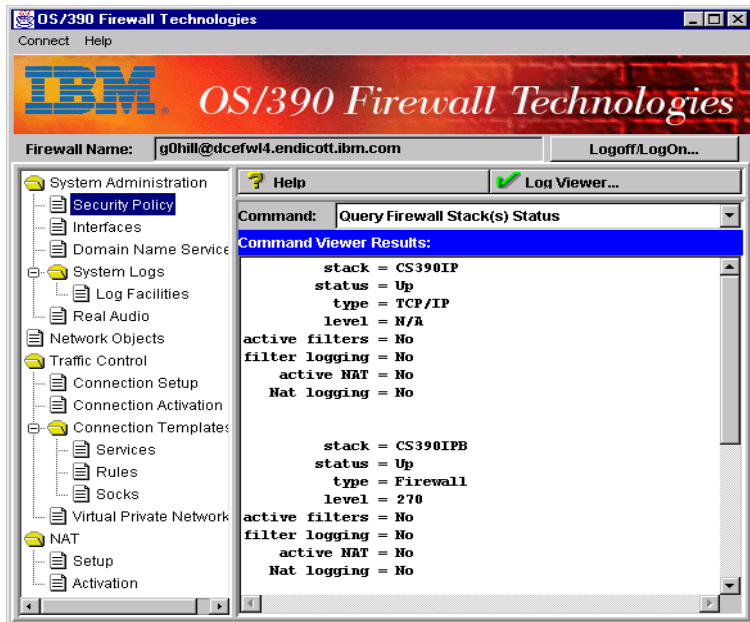 OS/390 Firewall Technologies
Connect Help
IBM. OS/390 Firewall Technologies
Firewall Name: g0hill@dcefwl4.endicott.ibm.com Logoff/LogOn...
System Administration
Security Policy
Interfaces
Domain Name Service
System Logs
Log Facilities
Real Audio
Network Objects
Traffic Control
Connection Setup
Connection Activation
Connection Templates
Services
Rules
Socks
Virtual Private Network
NAT
Setup
Activation
? Help Log Viewer...
Command: Query Firewall Stack(s) Status
Command Viewer Results:
stack = CS390IP
status = Up
type = TCP/IP
level = N/A
active filters = No
filter logging = No
active NAT = No
Nat logging = No
stack = CS390IPB
status = Up
type = Firewall
level = 270
active filters = No
filter logging = No
active NAT = No
Nat logging = No